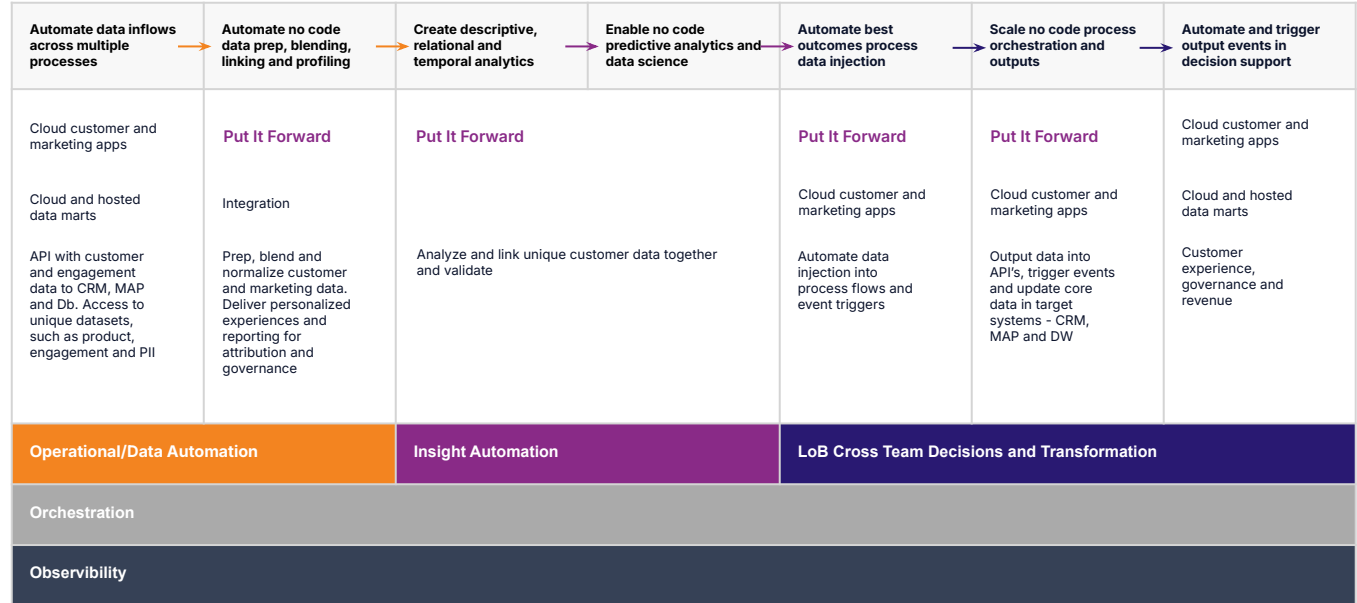 Automate data inflows
across multiple
processes
Automate no code
data prep, blending,
linking and profiling
Create descriptive,
relational and
temporal analytics
Enable no code
predictive analytics and
data science
Automate best
outcomes process
data injection
Scale no code process
orchestration and
outputs
Automate and trigger
output events in
decision support
Cloud customer and
marketing apps
Cloud and hosted
data marts
API with customer
and engagement
data to CRM, MAP
and Db. Access to
unique datasets,
such as product,
engagement and PII
Put It Forward
Integration
Prep, blend and
normalize customer
and marketing data.
Deliver personalized
experiences and
reporting for
attribution and
governance
Put It Forward
Analyze and link unique customer data together
and validate
Put It Forward
Cloud customer and
marketing apps
Automate data
injection into
process flows and
event triggers
Put It Forward
Cloud customer and
marketing apps
Output data into
API's, trigger events
and update core
data in target
systems - CRM,
MAP and DW
Cloud customer and
marketing apps
Cloud and hosted
data marts
Customer
experience,
governance and
revenue
Operational/Data Automation
Insight Automation
LoB Cross Team Decisions and Transformation
Orchestration
Observibility